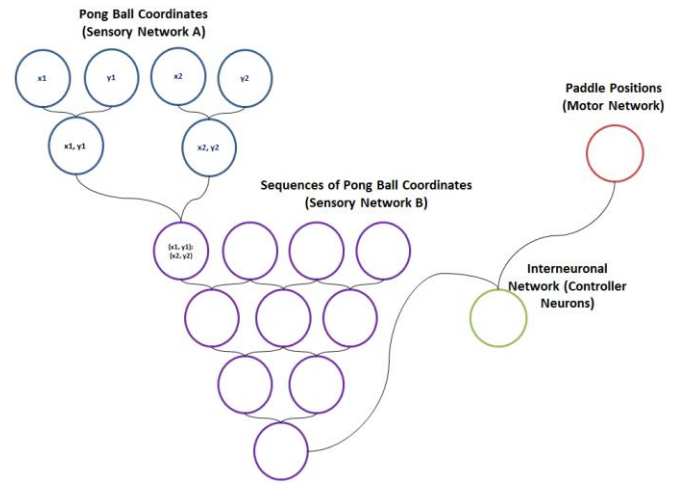 Pong Ball Coordinates
(Sensory Network A)
x1
y1
x2
y2
x1, y1
x2, y2
Paddle Positions
(Motor Network)
Sequences of Pong Ball Coordinates
(Sensory Network B)
(x1, y1);
(x2, y2)
Interneuronal
Network (Controller
Neurons)